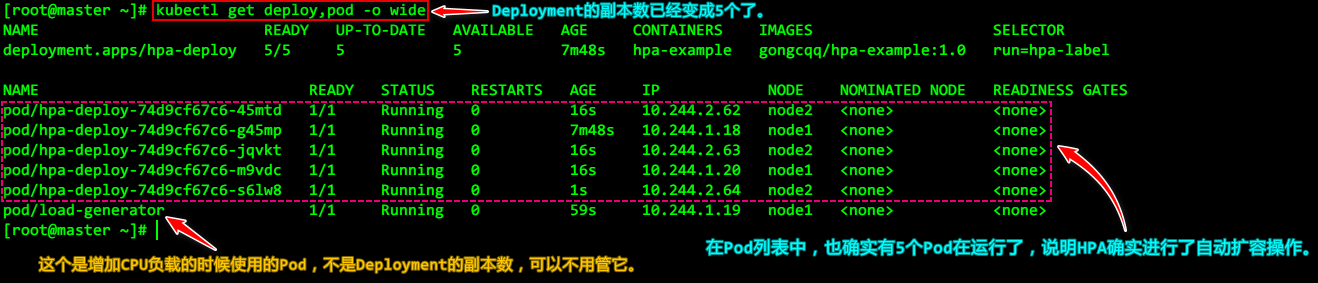 [root@master ~]# kubectl get deploy,pod -o wide Deployment的副本数已经变成5个了。
NAME READY UP-TO-DATE AVAILABLE AGE CONTAINERS IMAGES SELECTOR
deployment.apps/hpa-deploy 5/5 5 5 7m48s hpa-example gongcqq/hpa-example:1.0 run=hpa-label
NAME READY STATUS RESTARTS AGE IP NODE NOMINATED NODE READINESS GATES
pod/hpa-deploy-74d9cf67c6-45mtd 1/1 Running 0 16s 10.244.2.62 node2 <none> <none>
pod/hpa-deploy-74d9cf67c6-g45mp 1/1 Running 0 7m48s 10.244.1.18 node1 <none> <none>
pod/hpa-deploy-74d9cf67c6-jqvkt 1/1 Running 0 16s 10.244.2.63 node2 <none> <none>
pod/hpa-deploy-74d9cf67c6-m9vdc 1/1 Running 0 16s 10.244.1.20 node1 <none> <none>
pod/hpa-deploy-74d9cf67c6-s6lw8 1/1 Running 0 1s 10.244.2.64 node2 <none> <none>
pod/load-generator 1/1 Running 0 59s 10.244.1.19 node1 <none> <none>
[root@master ~]#
在Pod列表中，也确实有5个Pod在运行了，说明HPA确实进行了自动扩容操作。
这个是增加CPU负载的时候使用的Pod，不是Deployment的副本数，可以不用管它。